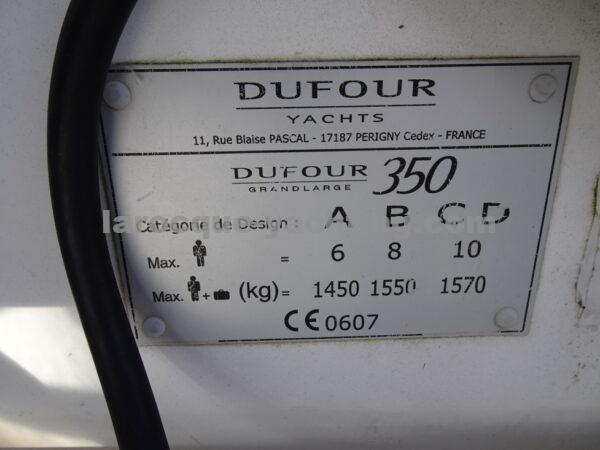 DUFOUR
YACHTS
11, Rue Blaise PASCAL - 17187 PERIGNY Cedex - FRANCE
DUFOUR 350
GRANDLARGE
Catégorie de Design : A B C D
Max. = 6 8 10
Max. + (kg) = 1450 1550 1570
CE 0607